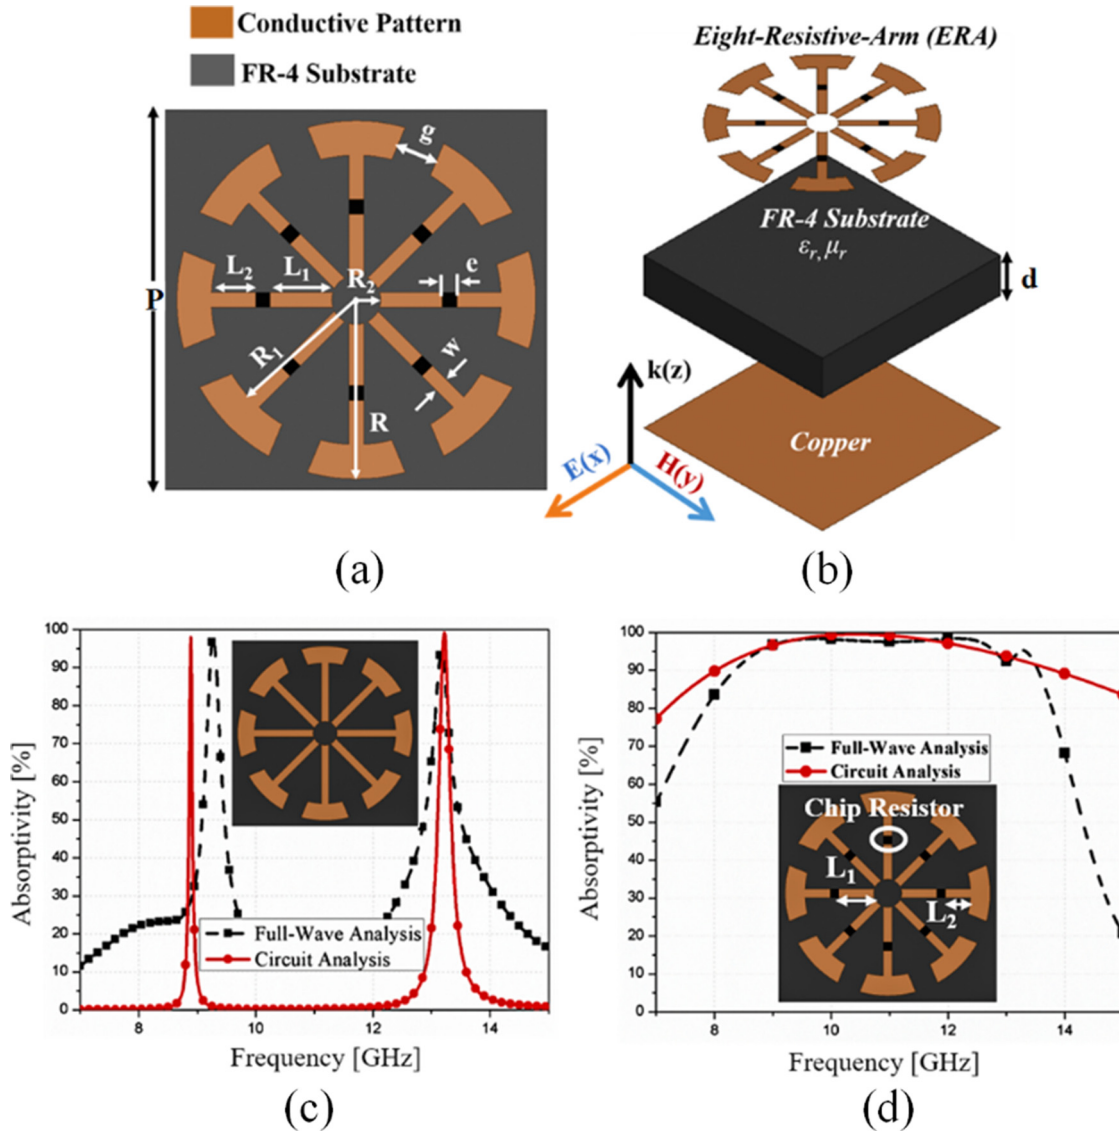 Conductive Pattern
FR-4 Substrate
P
g
L2
L1
R2
e
R1
w
R
(a)
Eight-Resistive-Arm (ERA)
FR-4 Substrate
εr, μr
d
k(z)
E(x)
H(y)
Copper
(b)
Absorptivity [%]
100
90
80
70
60
50
40
30
20
10
0
Full-Wave Analysis
Circuit Analysis
8 10 12 14
Frequency [GHz]
(c)
Absorptivity [%]
100
90
80
70
60
50
40
30
20
10
0
Full-Wave Analysis
Circuit Analysis
Chip Resistor
L1
L2
8 10 12 14
Frequency [GHz]
(d)